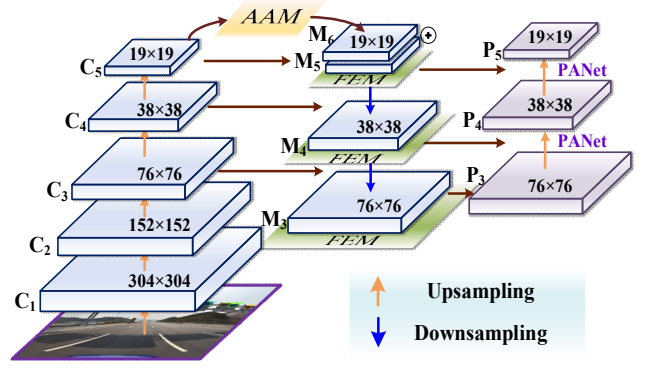 AAM
M6
19×19
19×19
P5
19×19
C5
M5
FEM
PANet
C4
38×38
M4
38×38
FEM
P4
38×38
PANet
C3
76×76
M3
76×76
FEM
P3
76×76
C2
152×152
C1
304×304
Upsampling
Downsampling